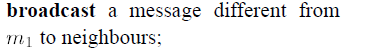 broadcast a message different from
m₁ to neighbours;